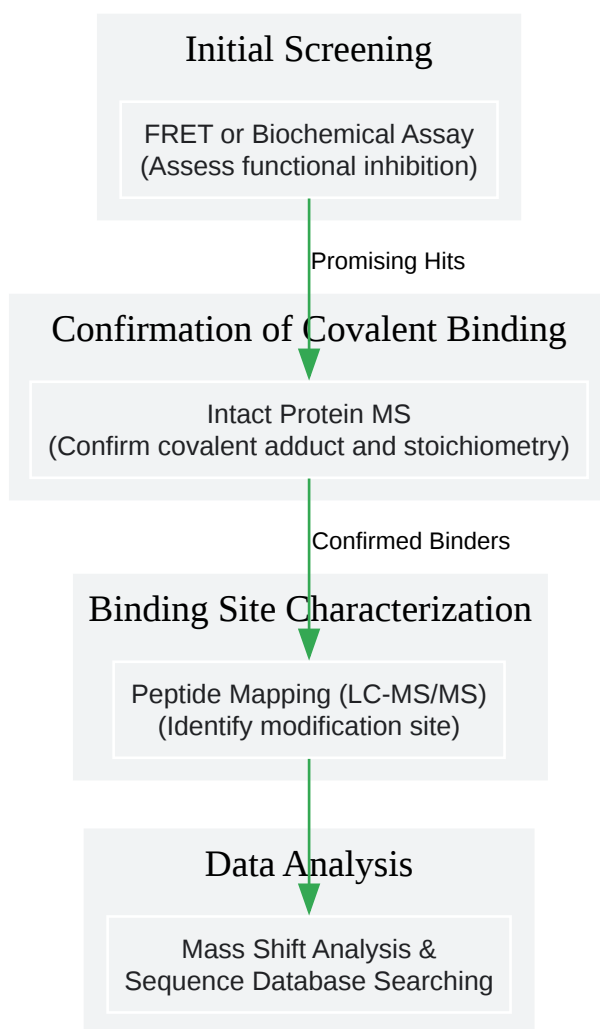 Initial Screening
FRET or Biochemical Assay
(Assess functional inhibition)
Promising Hits
Confirmation of Covalent Binding
Intact Protein MS
(Confirm covalent adduct and stoichiometry)
Confirmed Binders
Binding Site Characterization
Peptide Mapping (LC-MS/MS)
(Identify modification site)
Data Analysis
Mass Shift Analysis &
Sequence Database Searching